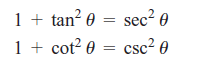 1 + tan² θ = sec² θ
1 + cot² θ = csc² θ